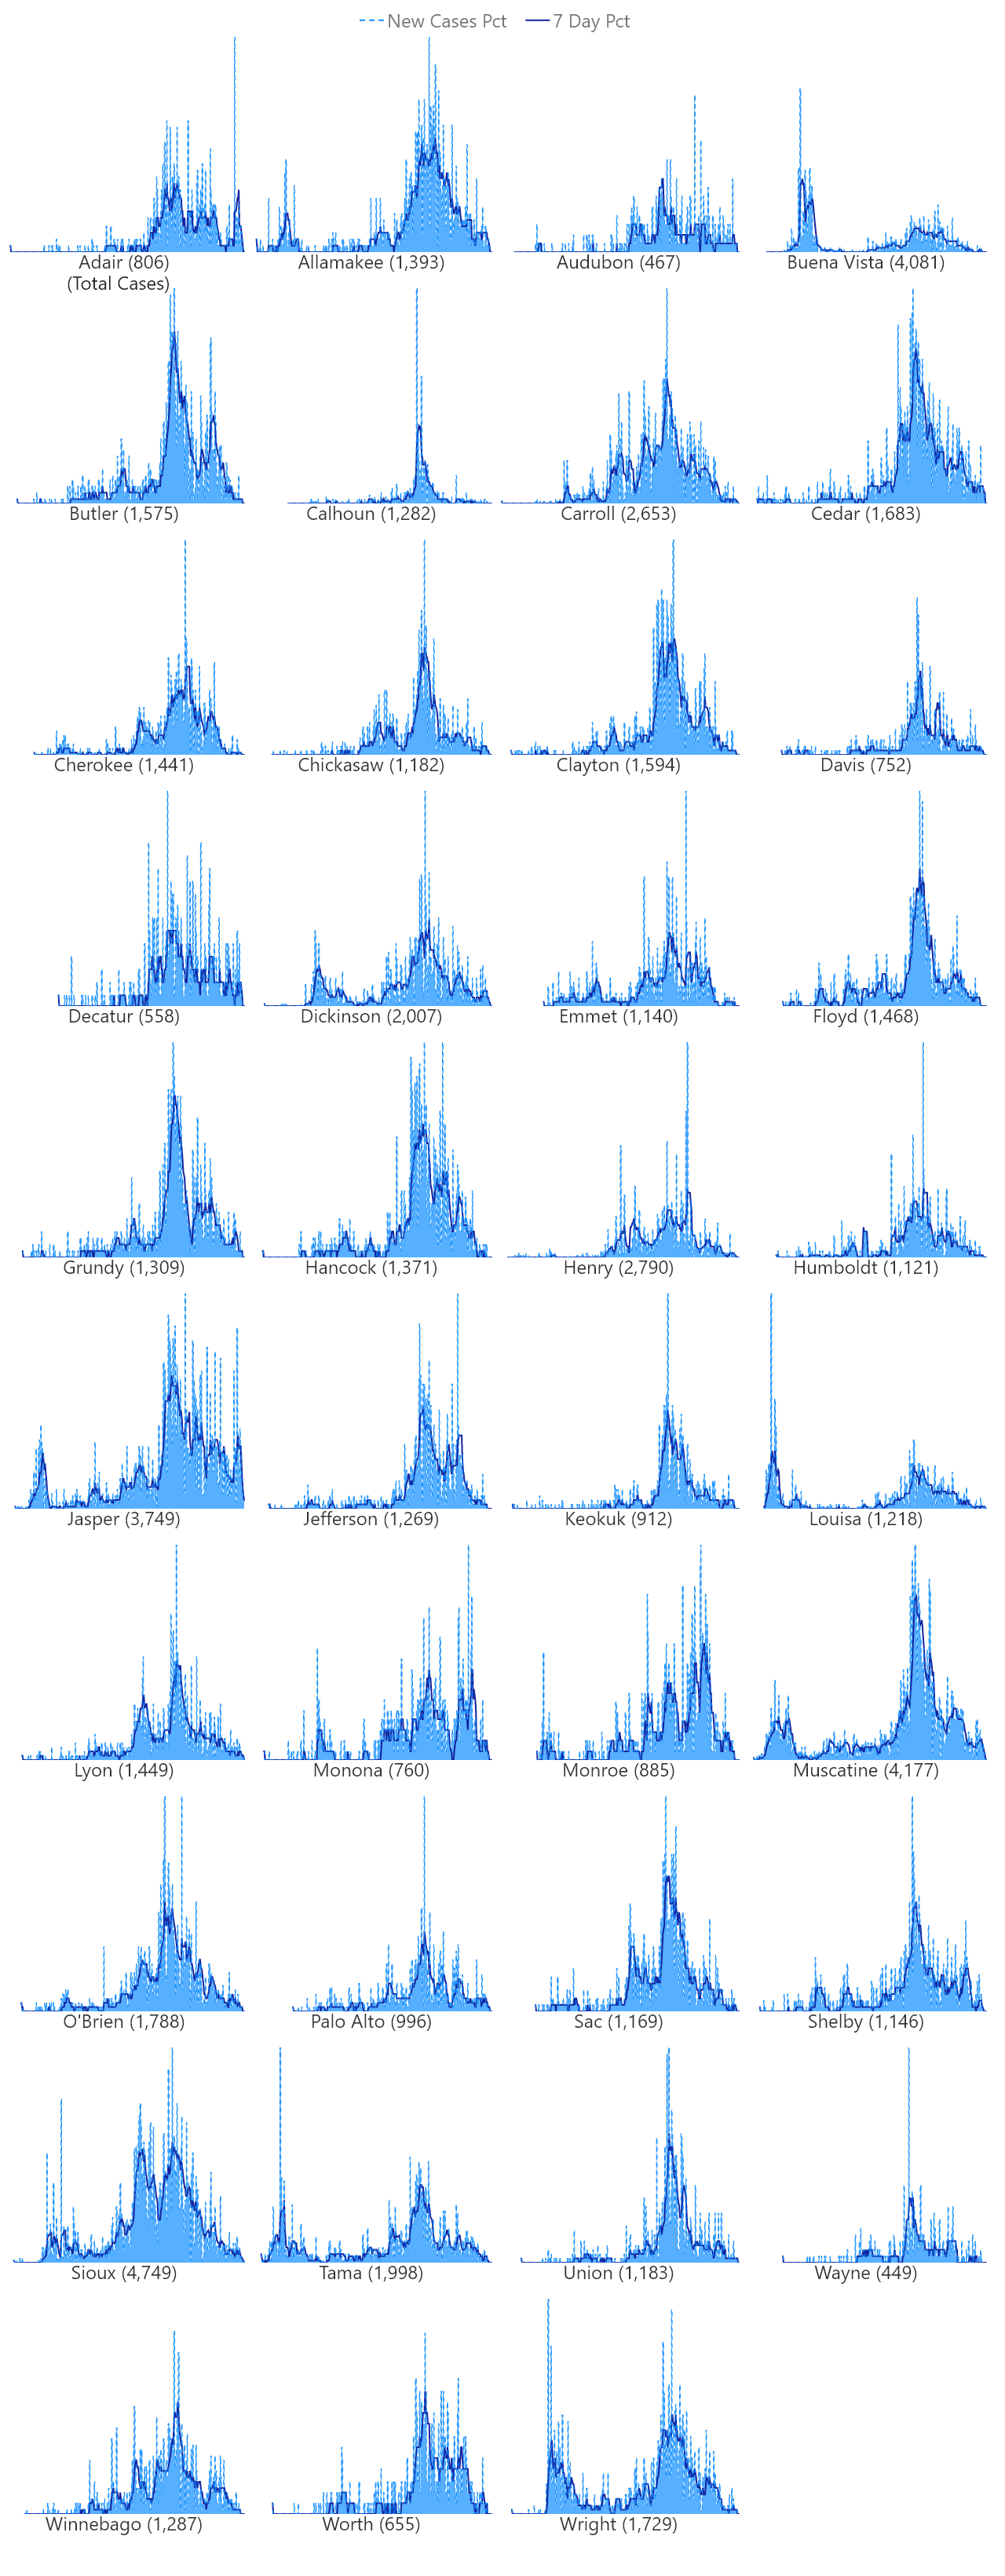 New Cases Pct 7 Day Pct
Adair (806) Allamakee (1,393) Audubon (467) Buena Vista (4,081)
(Total Cases)
Butler (1,575) Calhoun (1,282) Carroll (2,653) Cedar (1,683)
Cherokee (1,441) Chickasaw (1,182) Clayton (1,594) Davis (752)
Decatur (558) Dickinson (2,007) Emmet (1,140) Floyd (1,468)
Grundy (1,309) Hancock (1,371) Henry (2,790) Humboldt (1,121)
Jasper (3,749) Jefferson (1,269) Keokuk (912) Louisa (1,218)
Lyon (1,449) Monona (760) Monroe (885) Muscatine (4,177)
O'Brien (1,788) Palo Alto (996) Sac (1,169) Shelby (1,146)
Sioux (4,749) Tama (1,998) Union (1,183) Wayne (449)
Winnebago (1,287) Worth (655) Wright (1,729)